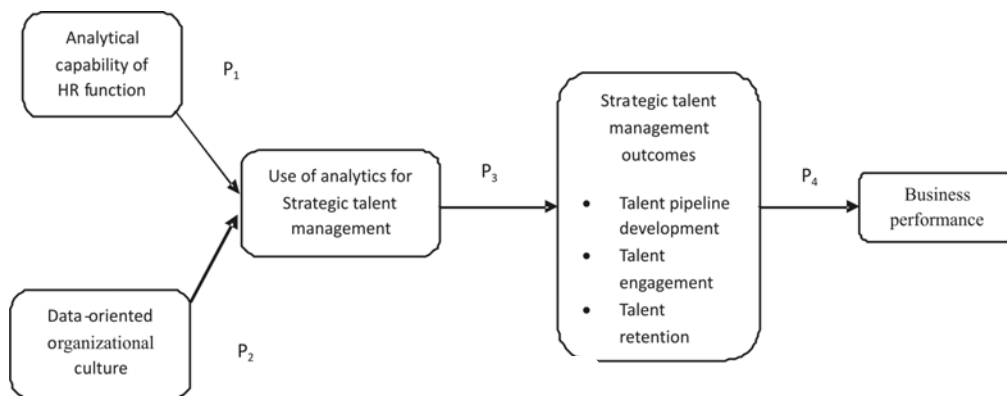 Analytical
capability of
HR function
P₁
Use of analytics for
Strategic talent
management
Data-oriented
organizational
culture
P₂
P₃
Strategic talent
management
outcomes
• Talent pipeline
development
• Talent
engagement
• Talent
retention
P₄
Business
performance